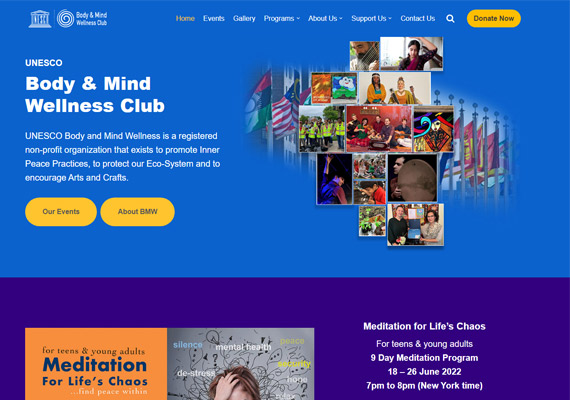 UNESCO
Body & Mind
Wellness Club
Home Events Gallery Programs About Us Support Us Contact Us
Donate Now
UNESCO
Body & Mind
Wellness Club
UNESCO Body and Mind Wellness is a registered
non-profit organization that exists to promote Inner
Peace Practices, to protect our Eco-System and to
encourage Arts and Crafts.
Our Events About BMW
for teens & young adults
Meditation
For Life's Chaos
...find peace within
silence
mental health
peace
de-stress
anxiety
hope
relax
Meditation for Life's Chaos
For teens & young adults
9 Day Meditation Program
18 – 26 June 2022
7pm to 8pm (New York time)